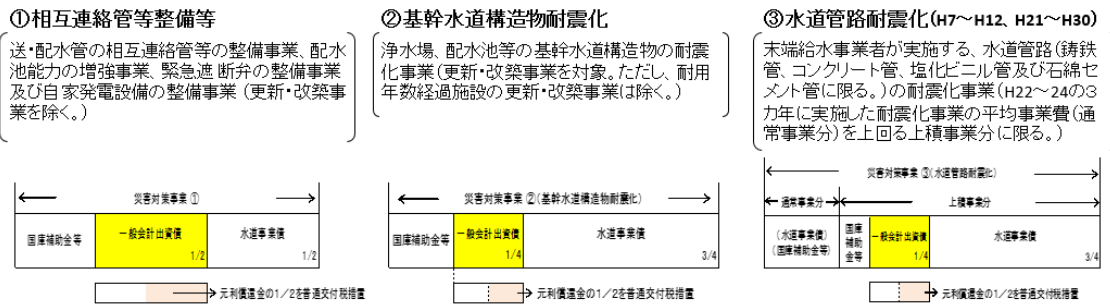 ①相互連絡管等整備等
送・配水管の相互連絡管等の整備事業、配水
池能力の増強事業、緊急遮 断弁の整備事業
及び自家発電設備の整備事業 (更新・改築事
業を除く。)
災害対策事業 ①
国庫補助金等
一般会計出資債
1/2
水道事業債
1/2
元利償還金の1/2を普通交付税措置
②基幹水道構造物耐震化
浄水場、配水池等の基幹水道構造物の耐震
化事業(更新・改築事業を対象。ただし、耐用
年数経過施設の更新・改築事業は除く。)
災害対策事業 ②(基幹水道構造物耐震化)
国庫補助金等
一般会計出資債
1/4
水道事業債
3/4
元利償還金の1/2を普通交付税措置
③水道管路耐震化(H7～H12、H21～H30)
末端給水事業者が実施する、水道管路(鋳鉄
管、コンクリート管、塩化ビニル管及び石綿セ
メント管に限る。)の耐震化事業(H22～24の3
カ年に実施した耐震化事業の平均事業費(通
常事業分)を上回る上積事業分に限る。)
災害対策事業 ③(水道管路耐震化)
通常事業分
上積事業分
(水道事業債)
(国庫補助金等)
国庫
補助
金等
一般会計出資債
1/4
水道事業債
3/4
元利償還金の1/2を普通交付税措置